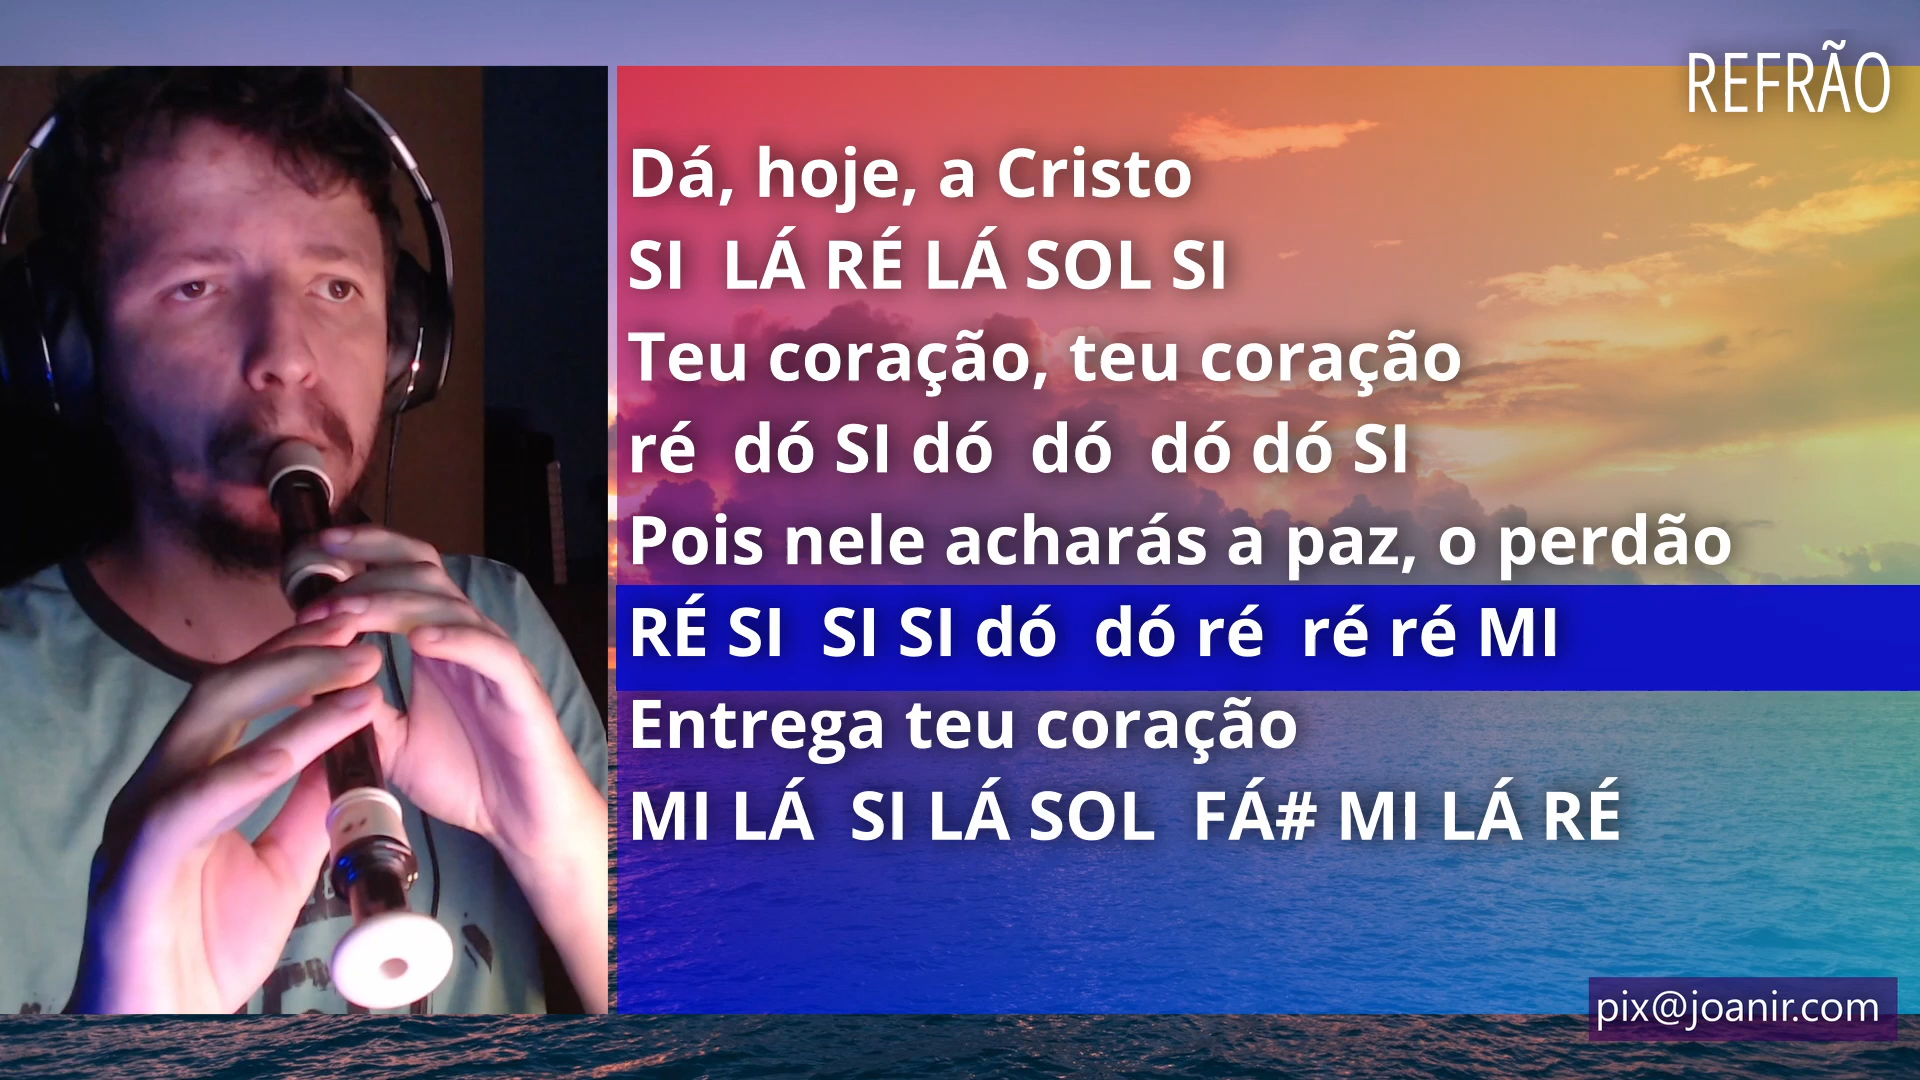 REFRÃO
Dá, hoje, a Cristo
SI LÁ RÉ LÁ SOL SI
Teu coração, teu coração
ré dó SI dó dó dó dó SI
Pois nele acharás a paz, o perdão
RÉ SI SI SI dó dó ré ré ré MI
Entrega teu coração
MI LÁ SI LÁ SOL FÁ# MI LÁ RÉ
pix@joanir.com